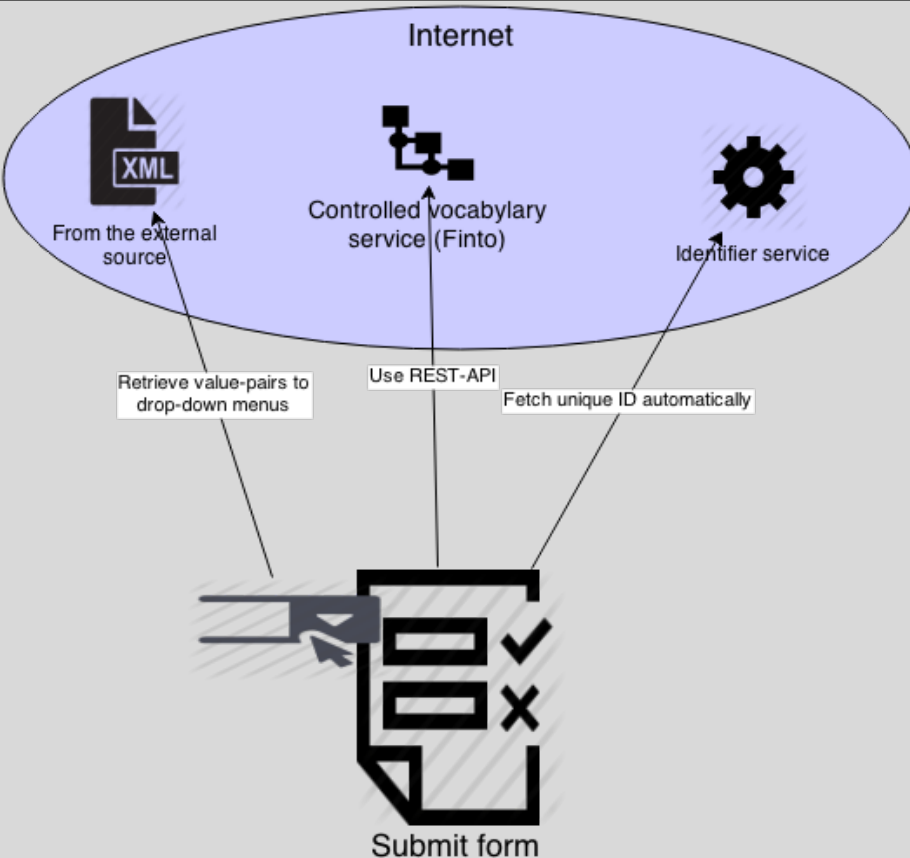 Internet
XML
From the external
source
Controlled vocabylary
service (Finto)
Identifier service
Retrieve value-pairs to
drop-down menus
Use REST-API
Fetch unique ID automatically
Submit form